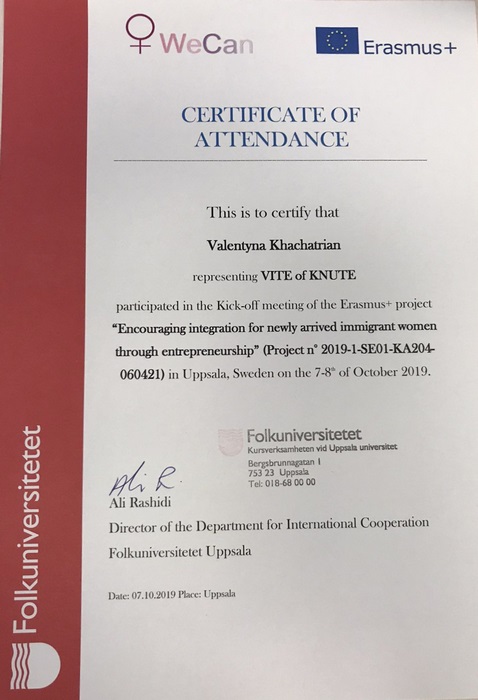 WeCan
Erasmus+
CERTIFICATE OF
ATTENDANCE
This is to certify that
Valentyna Khachatrian
representing VITE of KNUTE
participated in the Kick-off meeting of the Erasmus+ project
“Encouraging integration for newly arrived immigrant women
through entrepreneurship” (Project n° 2019-1-SE01-KA204-
060421) in Uppsala, Sweden on the 7-8th of October 2019.
Folkuniversitetet
Kursverksamheten vid Uppsala universitet
Bergsbrunnagatan 1
753 23 Uppsala
Tel: 018-68 00 00
Ali R.
Ali Rashidi
Director of the Department for International Cooperation
Folkuniversitetet Uppsala
Date: 07.10.2019 Place: Uppsala
Folkuniversitetet